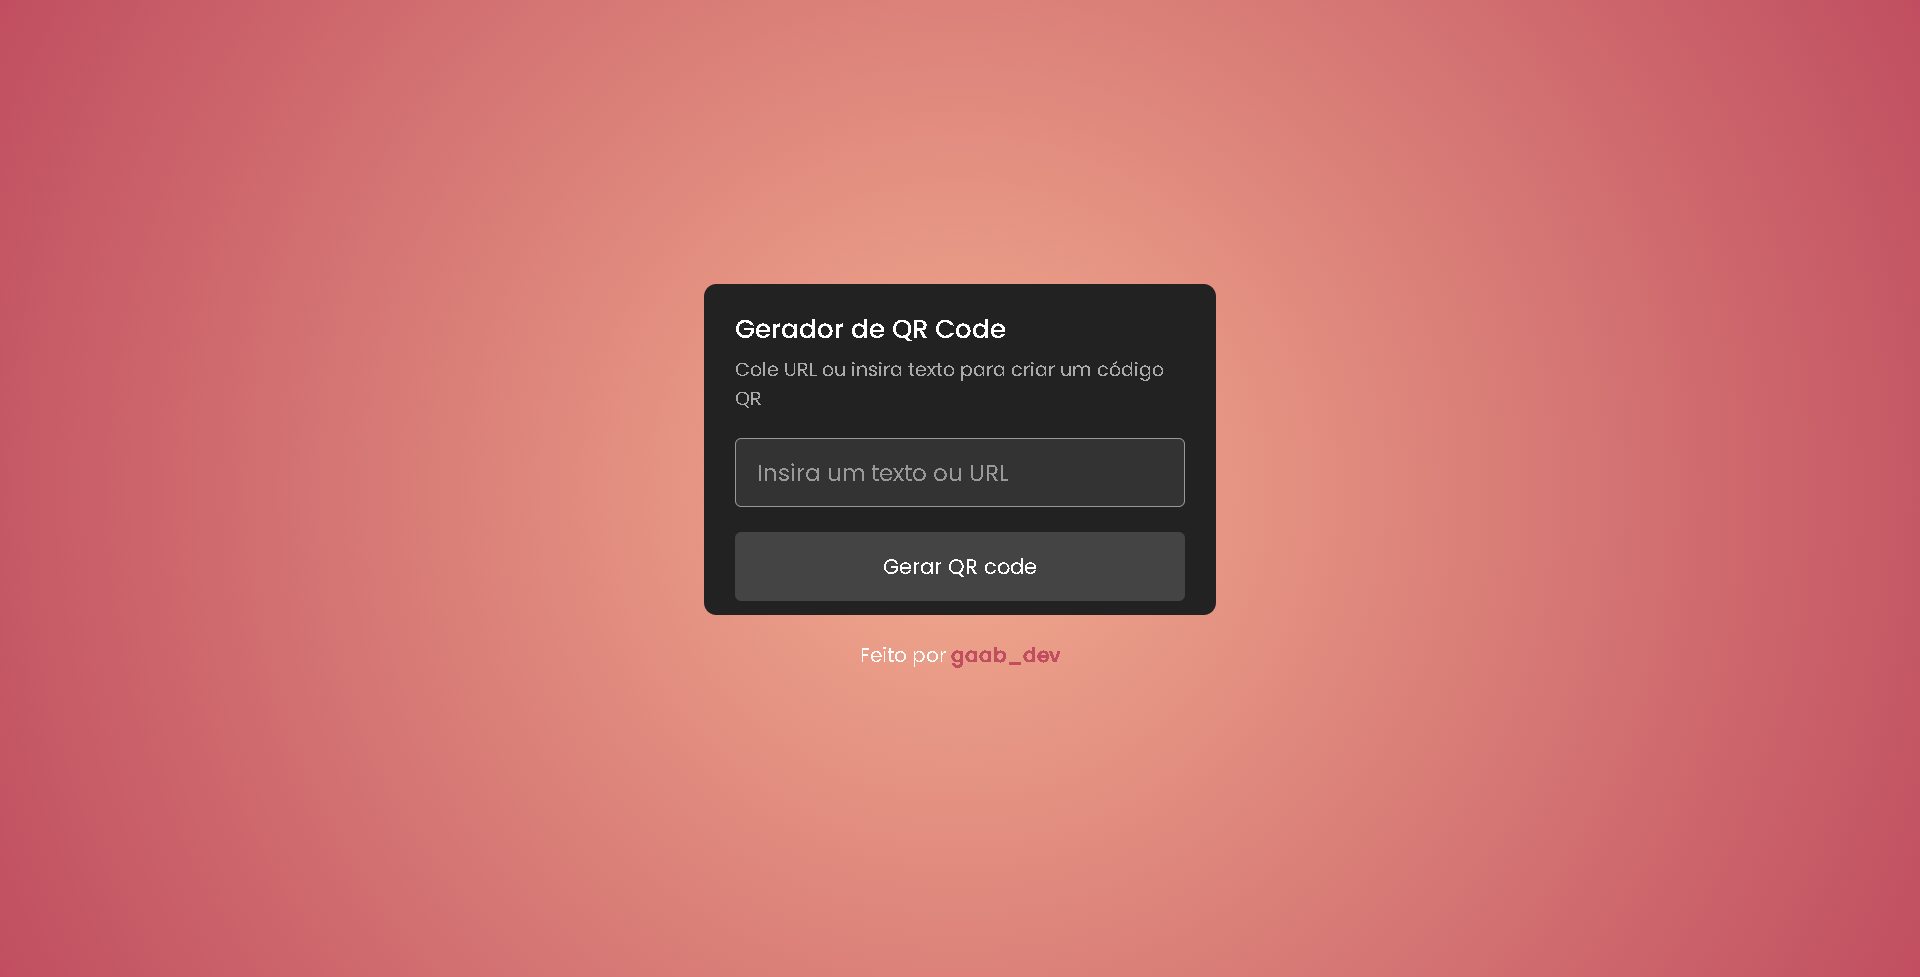 Gerador de QR Code
Cole URL ou insira texto para criar um código
QR
Insira um texto ou URL
Gerar QR code
Feito por gaab_dev